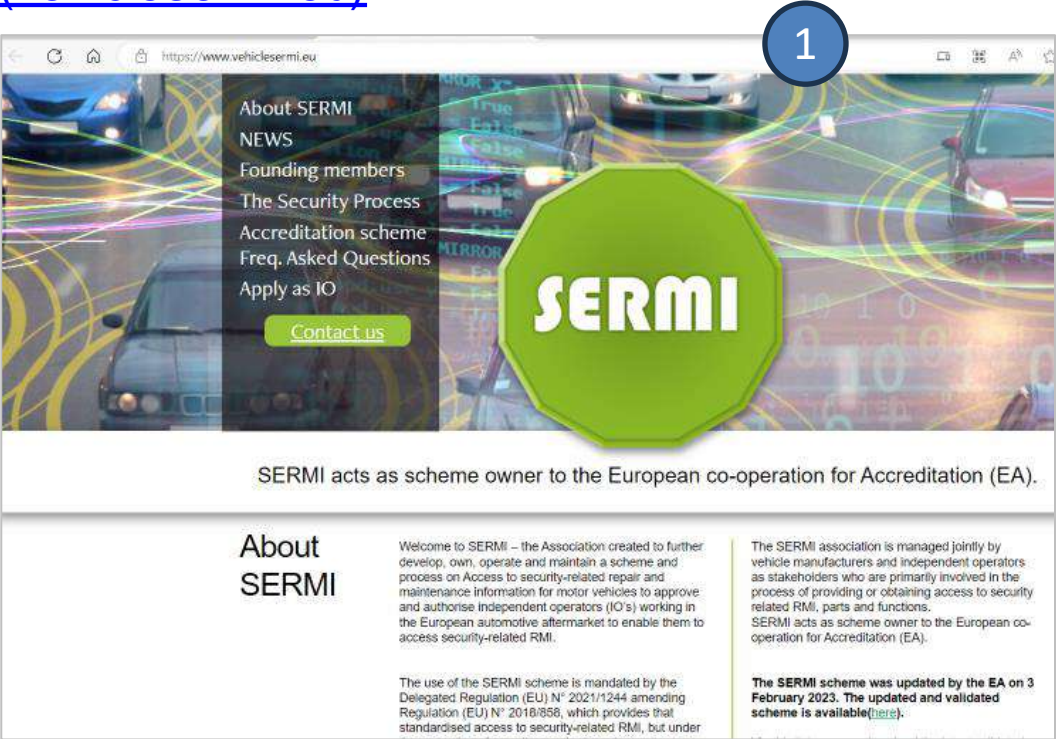 1
https://www.vehiclesermi.eu
About SERMI
NEWS
Founding members
The Security Process
Accreditation scheme
Freq. Asked Questions
Apply as IO
Contact us
SERMI
SERMI acts as scheme owner to the European co-operation for Accreditation (EA).
About
SERMI
Welcome to SERMI – the Association created to further
develop, own, operate and maintain a scheme and
process on Access to security-related repair and
maintenance information for motor vehicles to approve
and authorise independent operators (IO's) working in
the European automotive aftermarket to enable them to
access security-related RMI.
The use of the SERMI scheme is mandated by the
Delegated Regulation (EU) N° 2021/1244 amending
Regulation (EU) N° 2018/858, which provides that
standardised access to security-related RMI, but under
The SERMI association is managed jointly by
vehicle manufacturers and independent operators
as stakeholders who are primarily involved in the
process of providing or obtaining access to security
related RMI, parts and functions.
SERMI acts as scheme owner to the European co-
operation for Accreditation (EA).
The SERMI scheme was updated by the EA on 3
February 2023. The updated and validated
scheme is available(here).